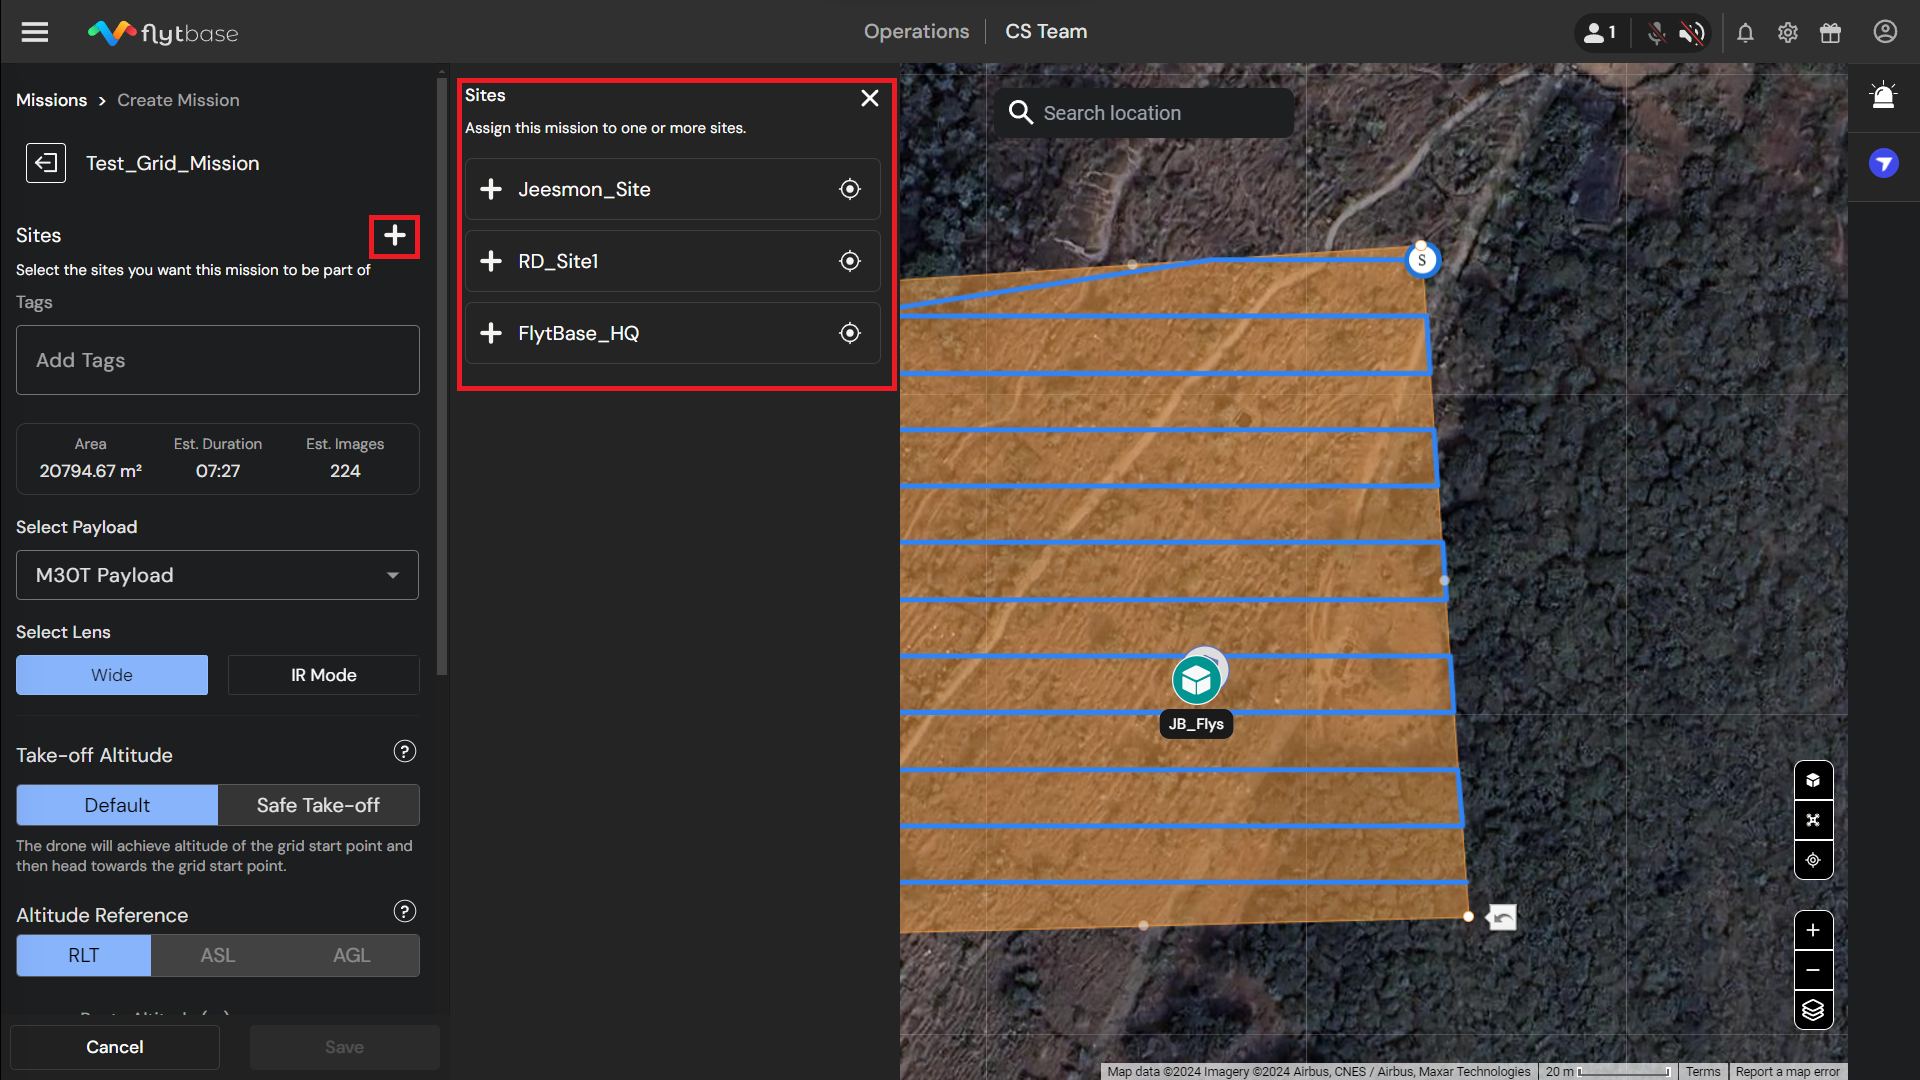 flytbase
Operations
CS Team
1
Missions > Create Mission
Test_Grid_Mission
Sites
Select the sites you want this mission to be part of
Tags
Add Tags
Area
Est. Duration
Est. Images
20794.67 m²
07:27
224
Select Payload
M30T Payload
Select Lens
Wide
IR Mode
Take-off Altitude
?
Default
Safe Take-off
The drone will achieve altitude of the grid start point and
then head towards the grid start point.
Altitude Reference
?
RLT
ASL
AGL
Cancel
Save
Sites
Assign this mission to one or more sites.
Jeesmon_Site
RD_Site1
FlytBase_HQ
Search location
S
JB_Flys
Map data ©2024 Imagery ©2024 Airbus, CNES / Airbus, Maxar Technologies
20 m
Terms
Report a map error